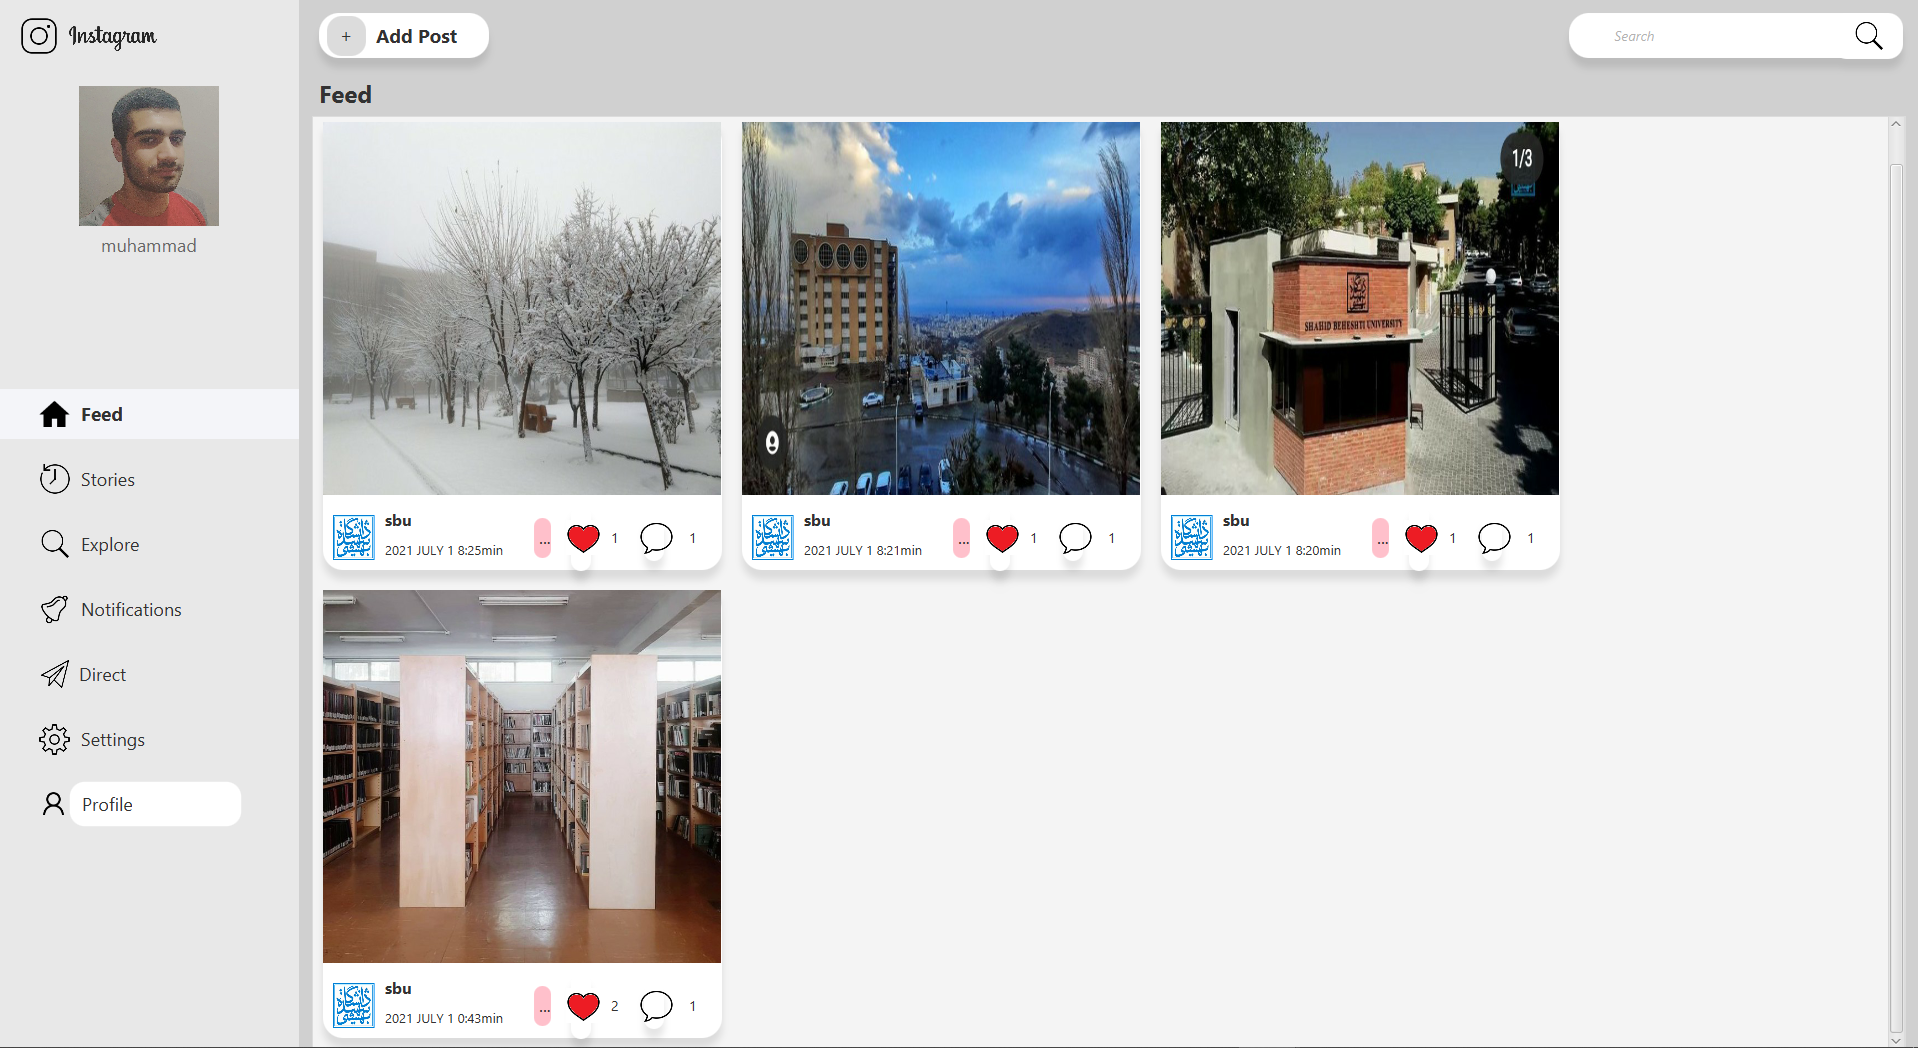 Instagram
muhammad
Feed
Stories
Explore
Notifications
Direct
Settings
Profile
+ Add Post
Search
Feed
1/3
SHAHID BEHESHTI UNIVERSITY
sbu
2021 JULY 1 8:25min
... 1 1
sbu
2021 JULY 1 8:21min
... 1 1
sbu
2021 JULY 1 8:20min
... 1 1
sbu
2021 JULY 1 0:43min
... 2 1